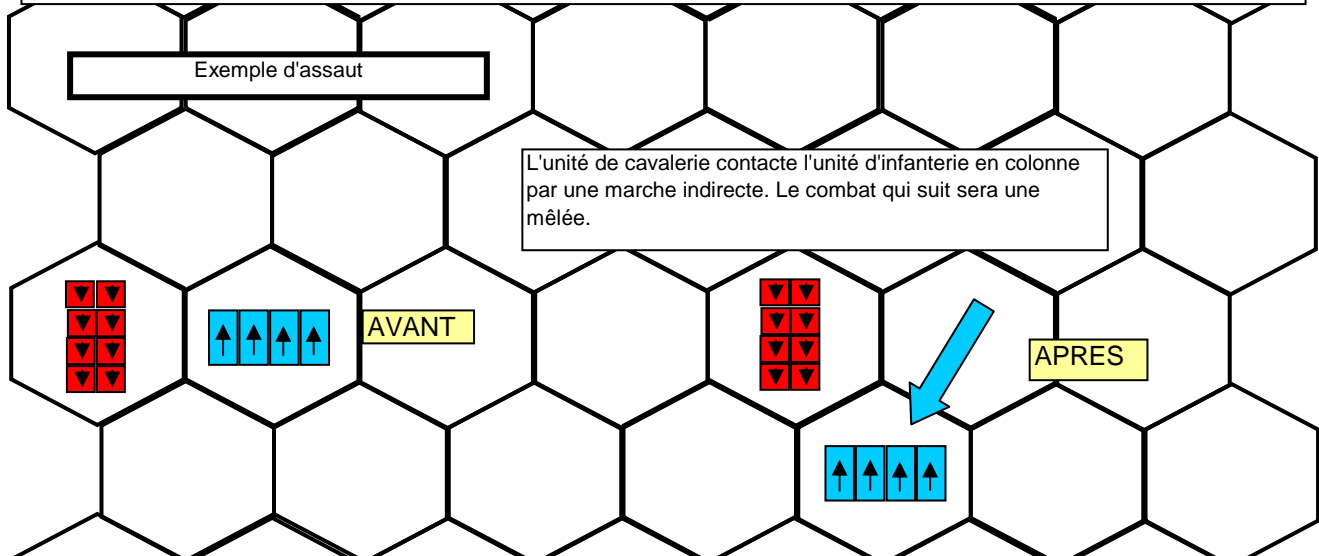 Exemple d'assaut
L'unité de cavalerie contacte l'unité d'infanterie en colonne
par une marche indirecte. Le combat qui suit sera une
mêlée.
AVANT
APRES